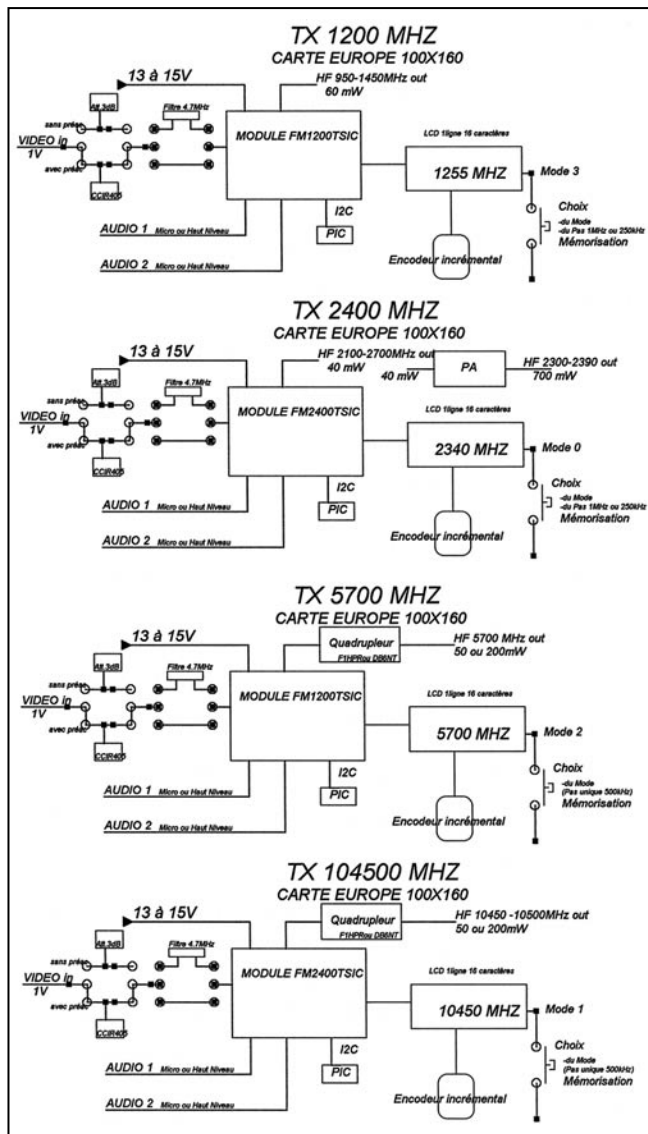 TX 1200 MHZ
CARTE EUROPE 100X160
13 à 15V
HF 950-1450MHz out
60 mW
Att.3dB
Filtre 4.7MHz
sans préac
VIDEO in
1V
avec préac
CCIR405
MODULE FM1200TSIC
LCD 1ligne 16 caractères
1255 MHZ
Mode 3
Choix
-du Mode
-du Pas 1MHz ou 250kHz
Mémorisation
I2C
PIC
AUDIO 1 Micro ou Haut Niveau
AUDIO 2 Micro ou Haut Niveau
Encodeur incrémental
TX 2400 MHZ
CARTE EUROPE 100X160
13 à 15V
HF 2100-2700MHz out
40 mW
40 mW
PA
HF 2300-2390 out
700 mW
Att.3dB
Filtre 4.7MHz
sans préac
VIDEO in
1V
avec préac
CCIR405
MODULE FM2400TSIC
LCD 1ligne 16 caractères
2340 MHZ
Mode 0
Choix
-du Mode
-du Pas 1MHz ou 250kHz
Mémorisation
I2C
PIC
AUDIO 1 Micro ou Haut Niveau
AUDIO 2 Micro ou Haut Niveau
Encodeur incrémental
TX 5700 MHZ
CARTE EUROPE 100X160
13 à 15V
Quadrupleur
F1HPRou DB6NT
HF 5700 MHz out
50 ou 200mW
Att.3dB
Filtre 4.7MHz
sans préac
VIDEO in
1V
avec préac
CCIR405
MODULE FM1200TSIC
LCD 1ligne 16 caractères
5700 MHZ
Mode 2
Choix
-du Mode
(Pas unique 500kHz)
Mémorisation
I2C
PIC
AUDIO 1 Micro ou Haut Niveau
AUDIO 2 Micro ou Haut Niveau
Encodeur incrémental
TX 104500 MHZ
CARTE EUROPE 100X160
13 à 15V
Quadrupleur
F1HPRou DB6NT
HF 10450 -10500MHz out
50 ou 200mW
Att.3dB
Filtre 4.7MHz
sans préac
VIDEO in
1V
avec préac
CCIR405
MODULE FM2400TSIC
LCD 1ligne 16 caractères
10450 MHZ
Mode 1
Choix
-du Mode
(Pas unique 500kHz)
Mémorisation
I2C
PIC
AUDIO 1 Micro ou Haut Niveau
AUDIO 2 Micro ou Haut Niveau
Encodeur incrémental